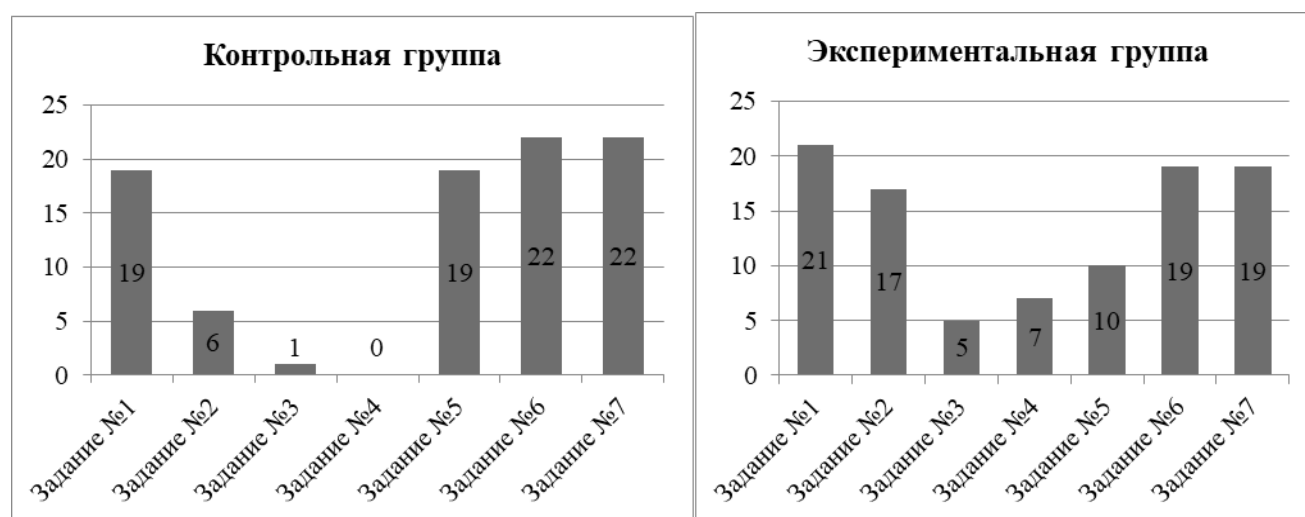 Контрольная группа
25
20
15
10
5
0
19
6
1
0
19
22
22
Задание №1
Задание №2
Задание №3
Задание №4
Задание №5
Задание №6
Задание №7
Экспериментальная группа
25
20
15
10
5
0
21
17
5
7
10
19
19
Задание №1
Задание №2
Задание №3
Задание №4
Задание №5
Задание №6
Задание №7